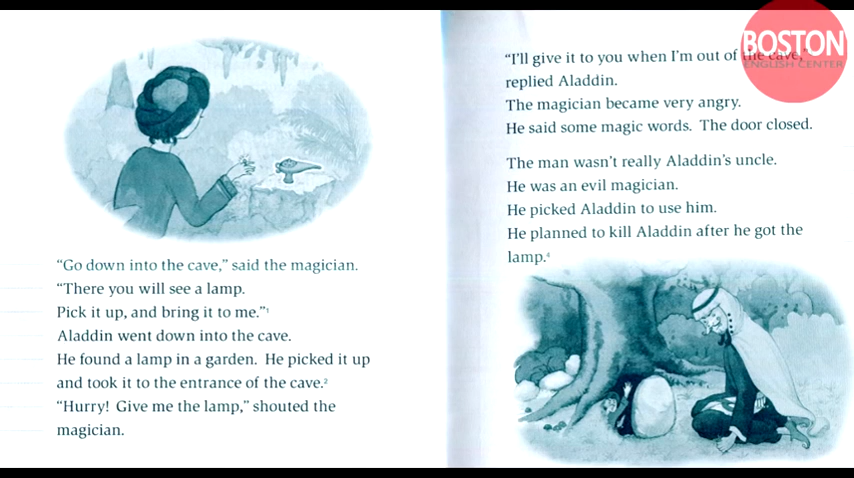 “Go down into the cave,” said the magician.
“There you will see a lamp.
Pick it up, and bring it to me.”¹
Aladdin went down into the cave.
He found a lamp in a garden. He picked it up
and took it to the entrance of the cave.²
“Hurry! Give me the lamp,” shouted the
magician.
“I’ll give it to you when I’m out of the cave,”
replied Aladdin.
The magician became very angry.
He said some magic words. The door closed.
The man wasn’t really Aladdin’s uncle.
He was an evil magician.
He picked Aladdin to use him.
He planned to kill Aladdin after he got the
lamp.⁴
BOSTON
ENGLISH CENTER